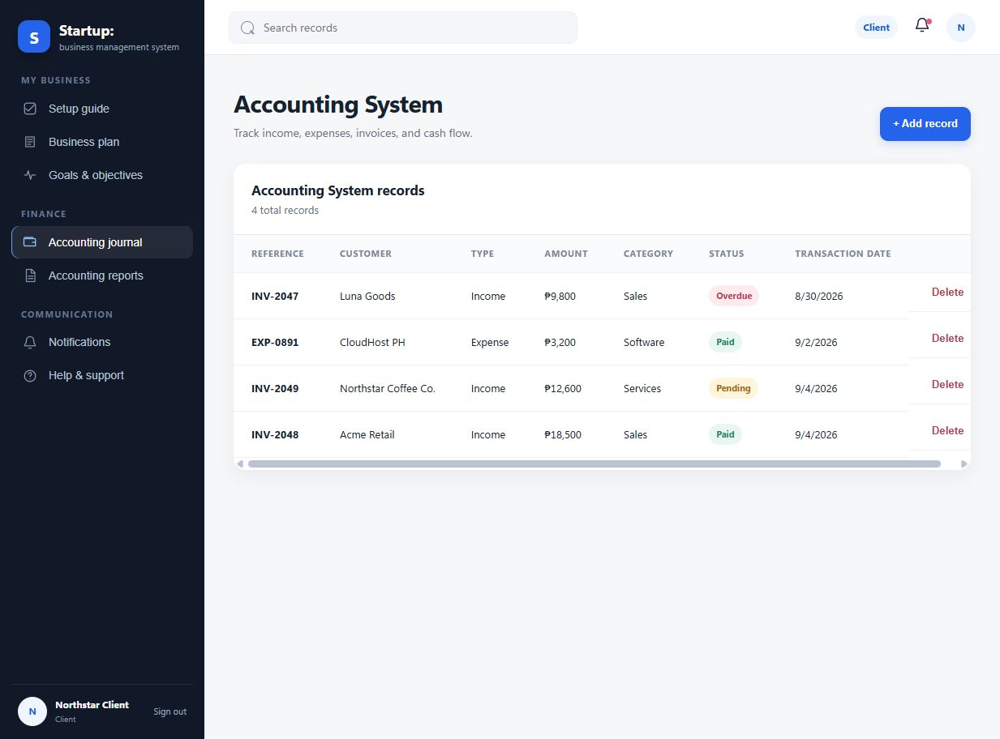 S
Startup:
business management system
MY BUSINESS
Setup guide
Business plan
Goals & objectives
FINANCE
Accounting journal
Accounting reports
COMMUNICATION
Notifications
Help & support
N
Northstar Client
Client
Sign out
Search records
Client
N
Accounting System
Track income, expenses, invoices, and cash flow.
+ Add record
Accounting System records
4 total records
REFERENCE CUSTOMER TYPE AMOUNT CATEGORY STATUS TRANSACTION DATE
INV-2047 Luna Goods Income ₱9,800 Sales Overdue 8/30/2026 Delete
EXP-0891 CloudHost PH Expense ₱3,200 Software Paid 9/2/2026 Delete
INV-2049 Northstar Coffee Co. Income ₱12,600 Services Pending 9/4/2026 Delete
INV-2048 Acme Retail Income ₱18,500 Sales Paid 9/4/2026 Delete